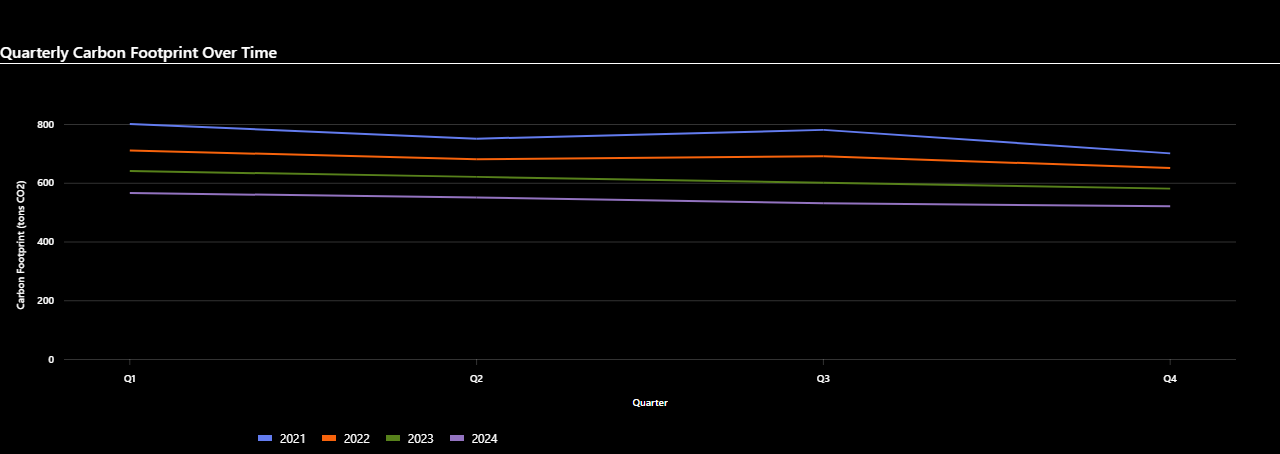 Quarterly Carbon Footprint Over Time
800
600
400
200
0
Carbon Footprint (tons CO2)
Q1 Q2 Q3 Q4
Quarter
2021 2022 2023 2024